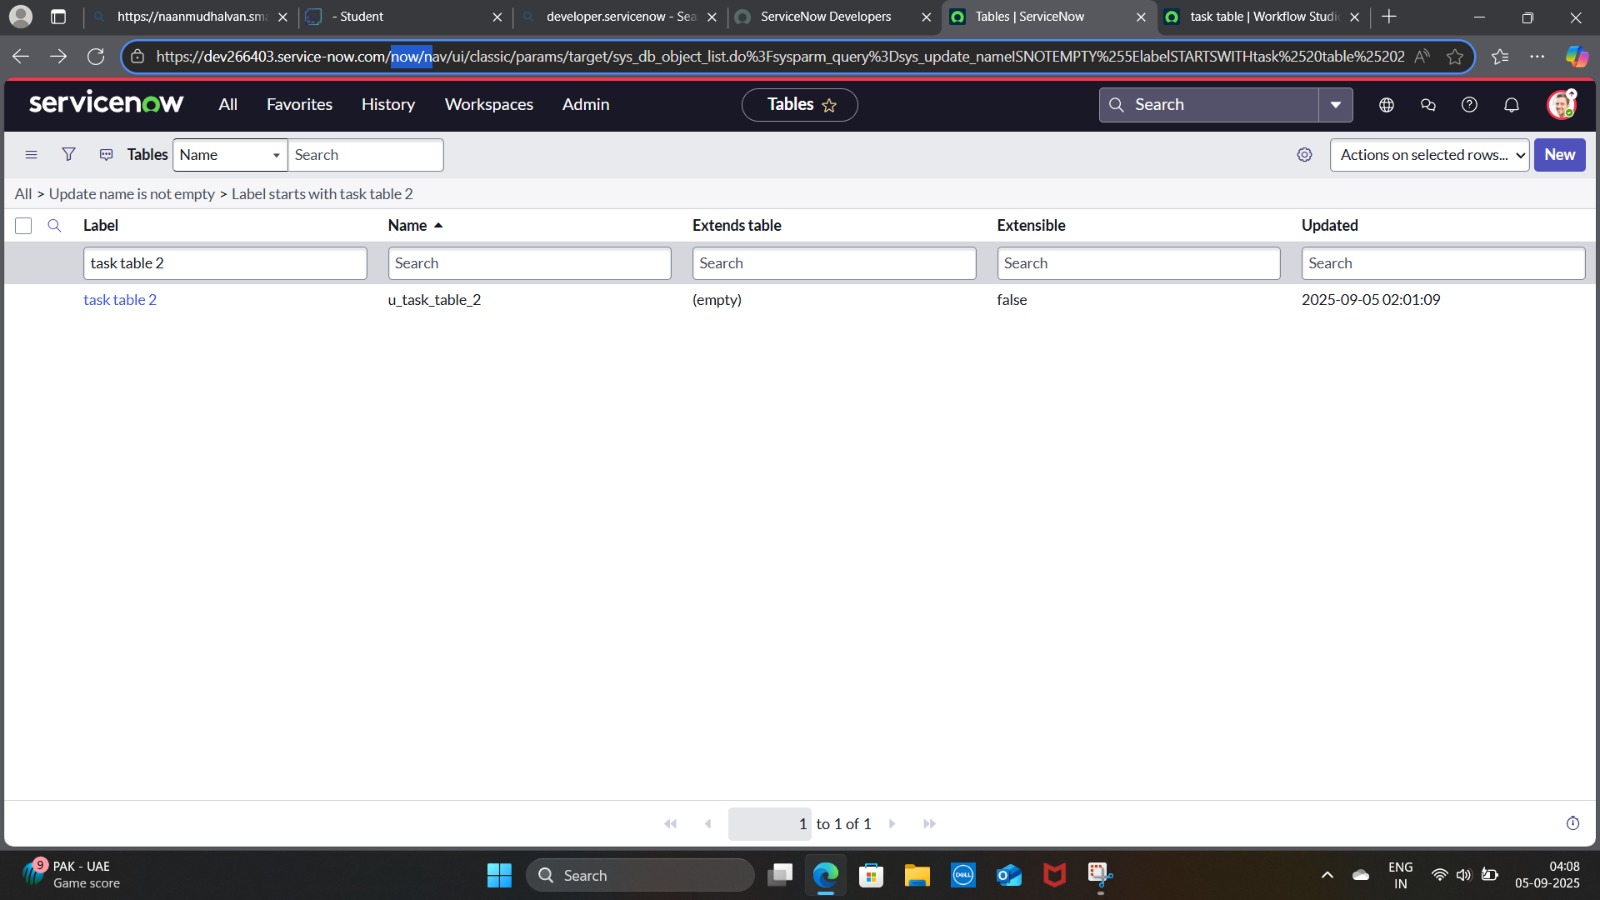 https://naanmudhalvan.sma
- Student
developer.servicenow - Sea
ServiceNow Developers
Tables | ServiceNow
task table | Workflow Studi
https://dev266403.service-now.com/now/nav/ui/classic/params/target/sys_db_object_list.do%3Fsysparm_query%3Dsys_update_nameISNOTEMPTY%255ElabelSTARTSWITHtask%2520table%25202
servicenow All Favorites History Workspaces Admin Tables Search
Tables Name Search Actions on selected rows... New
All > Update name is not empty > Label starts with task table 2
Label Name Extends table Extensible Updated
task table 2 Search Search Search Search
task table 2 u_task_table_2 (empty) false 2025-09-05 02:01:09
1 to 1 of 1
9
PAK - UAE
Game score
Search
DELL
ENG
IN
04:08
05-09-2025